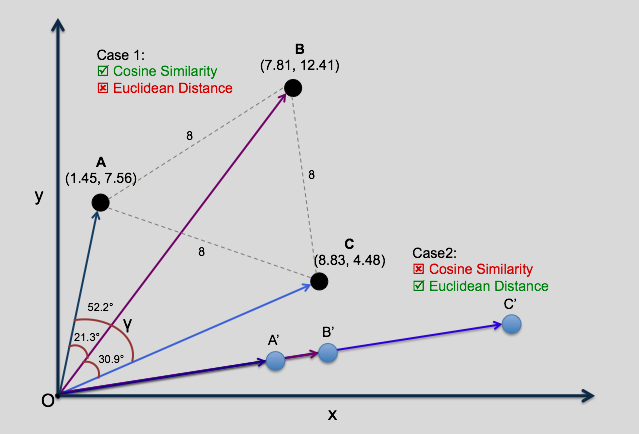 Case 1:
☑ Cosine Similarity
☒ Euclidean Distance
B
(7.81, 12.41)
8
A
(1.45, 7.56)
8
y
8
C
(8.83, 4.48)
Case2:
☒ Cosine Similarity
☑ Euclidean Distance
C'
52.2°
γ
21.3°
30.9°
A'
B'
O
x